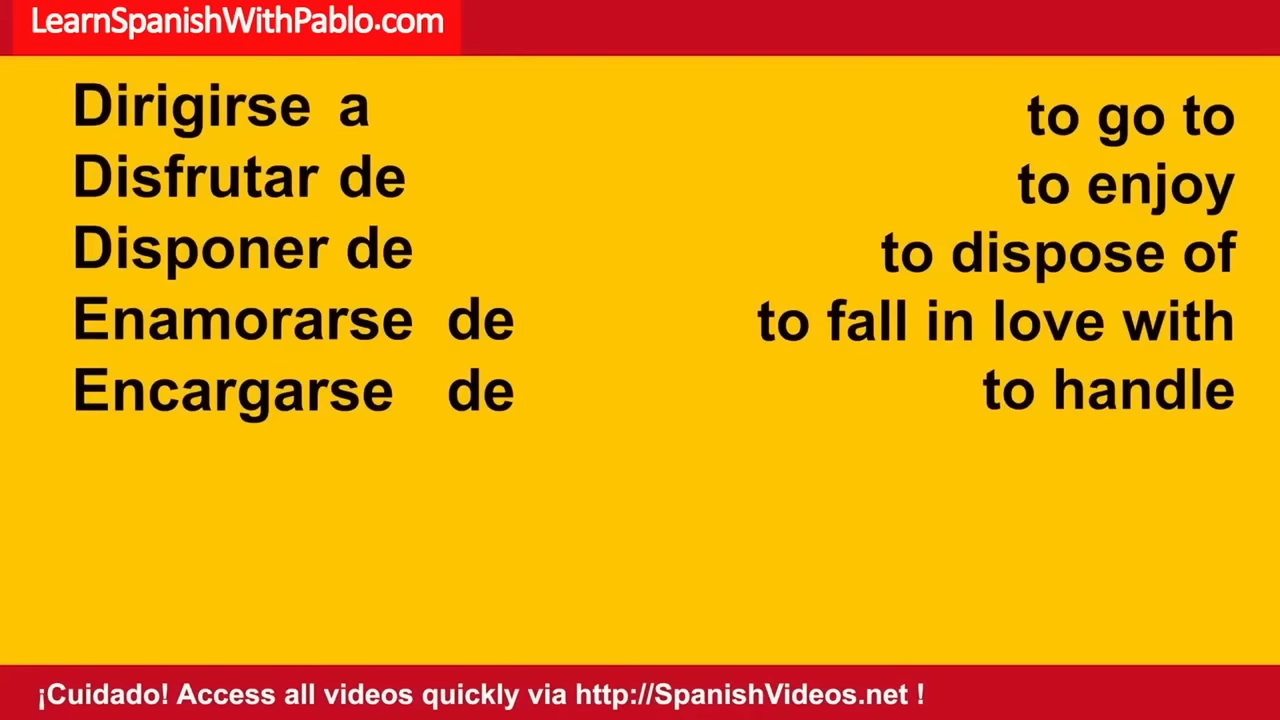 LearnSpanishWithPablo.com
Dirigirse a to go to
Disfrutar de to enjoy
Disponer de to dispose of
Enamorarse de to fall in love with
Encargarse de to handle
¡Cuidado! Access all videos quickly via http://SpanishVideos.net !